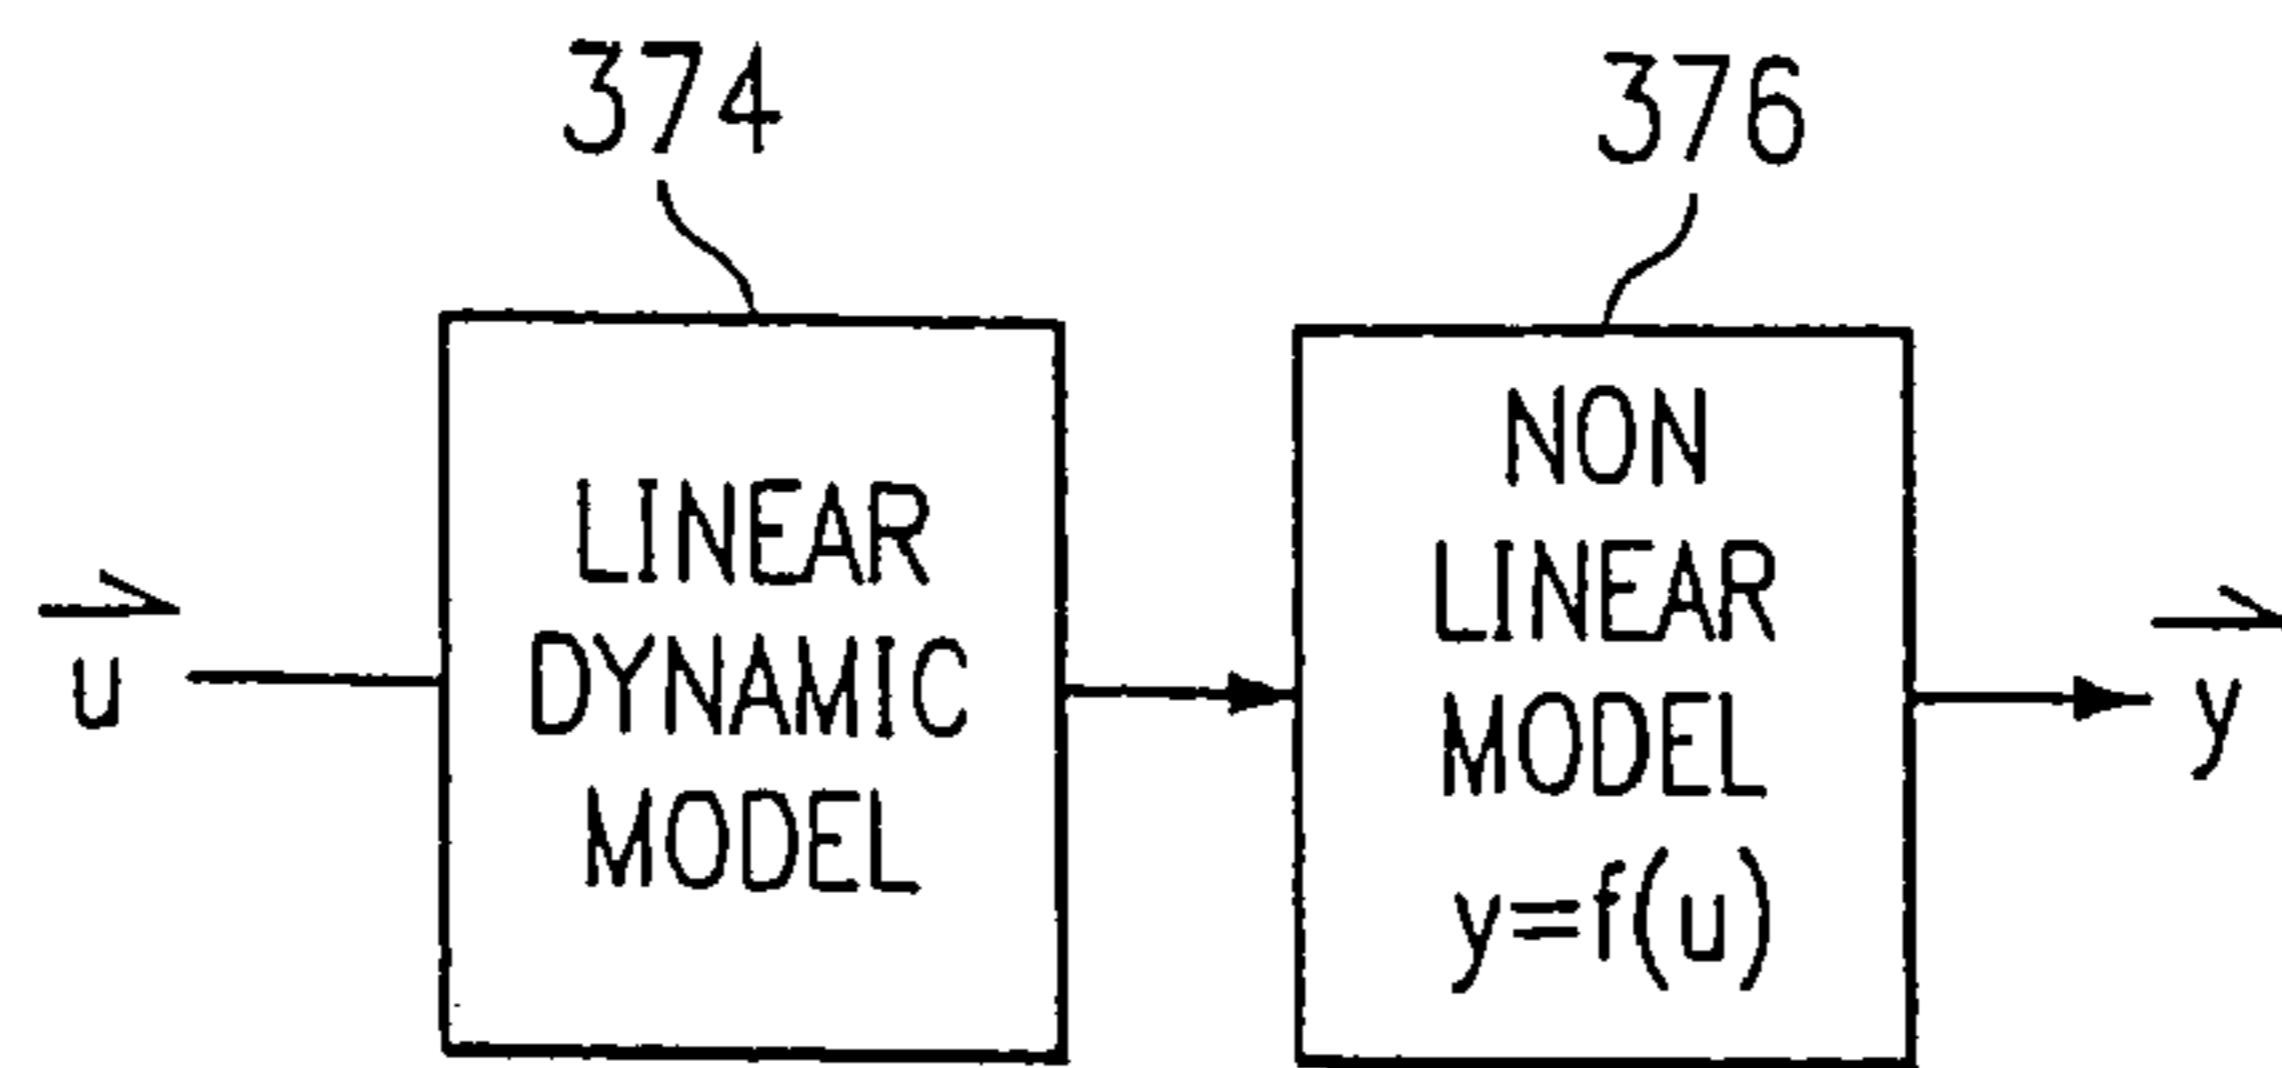 374
376
u⃗
LINEAR
DYNAMIC
MODEL
NON
LINEAR
MODEL
y=f(u)
y⃗